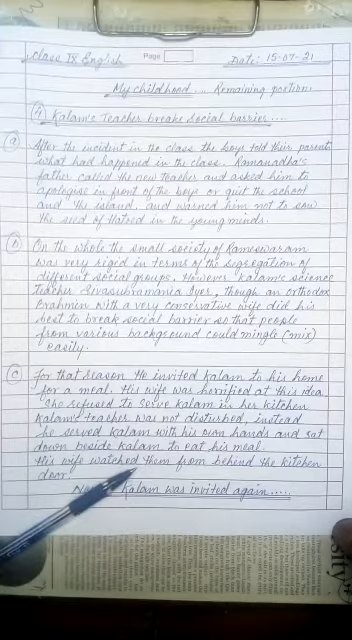 Class IX English Page Date: 15-07-21
My childhood.... Remaining portion.
4 Kalam's Teacher breaks Social barrier....
a After the incident in the class the boys told their parents
what had happened in the class. Ramanadha's
father called the new teacher and asked him to
apologise in front of the boys or quit the school
and the island, and warned him not to sow
the seed of Hatred in the young minds.
b On the whole the small society of Rameswaram
was very rigid in terms of the segregation of
different social groups. However kalam's science
teacher Sivasubramania Iyer, though an orthodox
Brahmin with a very conservative wife did his
best to break social barrier so that people
from various background could mingle (mix)
easily.
c For that reason He invited Kalam to his home
for a meal. His wife was horrified at this idea.
She refused to serve kalam in her kitchen.
Kalam's teacher was not disturbed, instead
he served kalam with his own hands and sat
down beside kalam to eat his meal.
His wife watched them from behind the kitchen
door.
Kalam was invited again.....